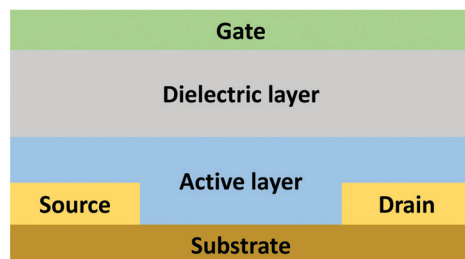 Gate
Dielectric layer
Active layer
Source
Drain
Substrate